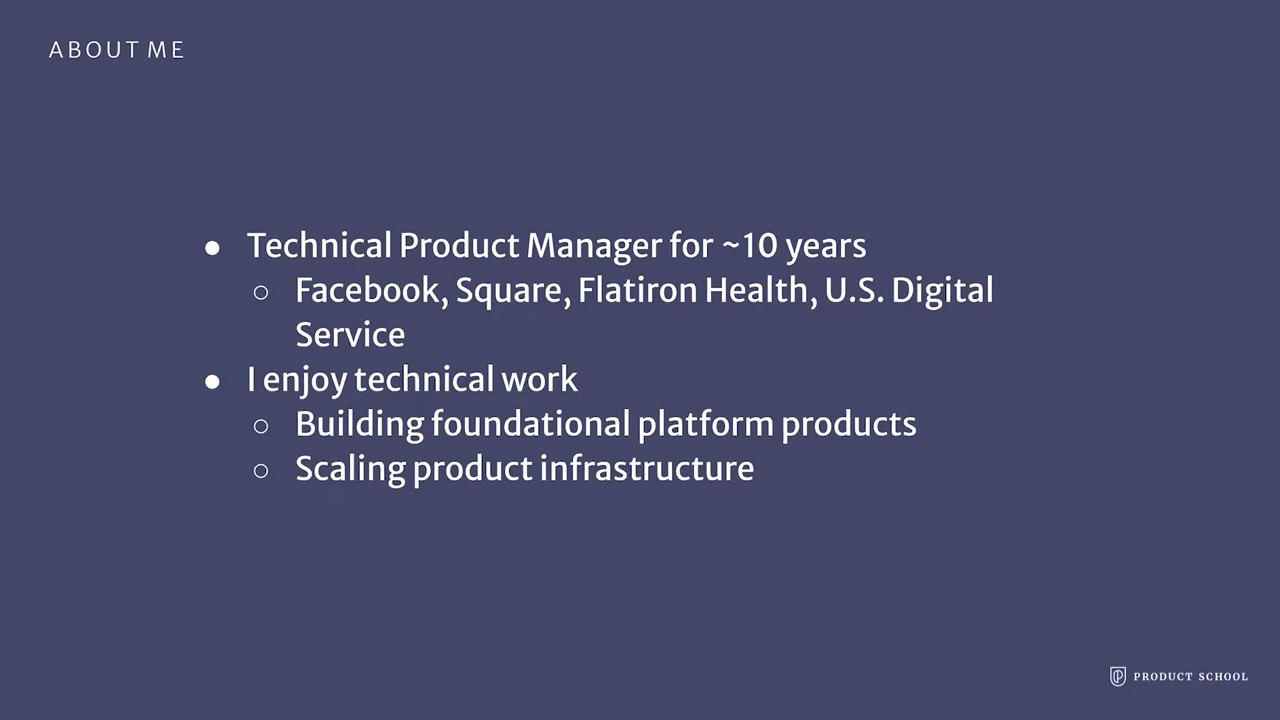 ABOUT ME
● Technical Product Manager for ~10 years
○ Facebook, Square, Flatiron Health, U.S. Digital
Service
● I enjoy technical work
○ Building foundational platform products
○ Scaling product infrastructure
PRODUCT SCHOOL